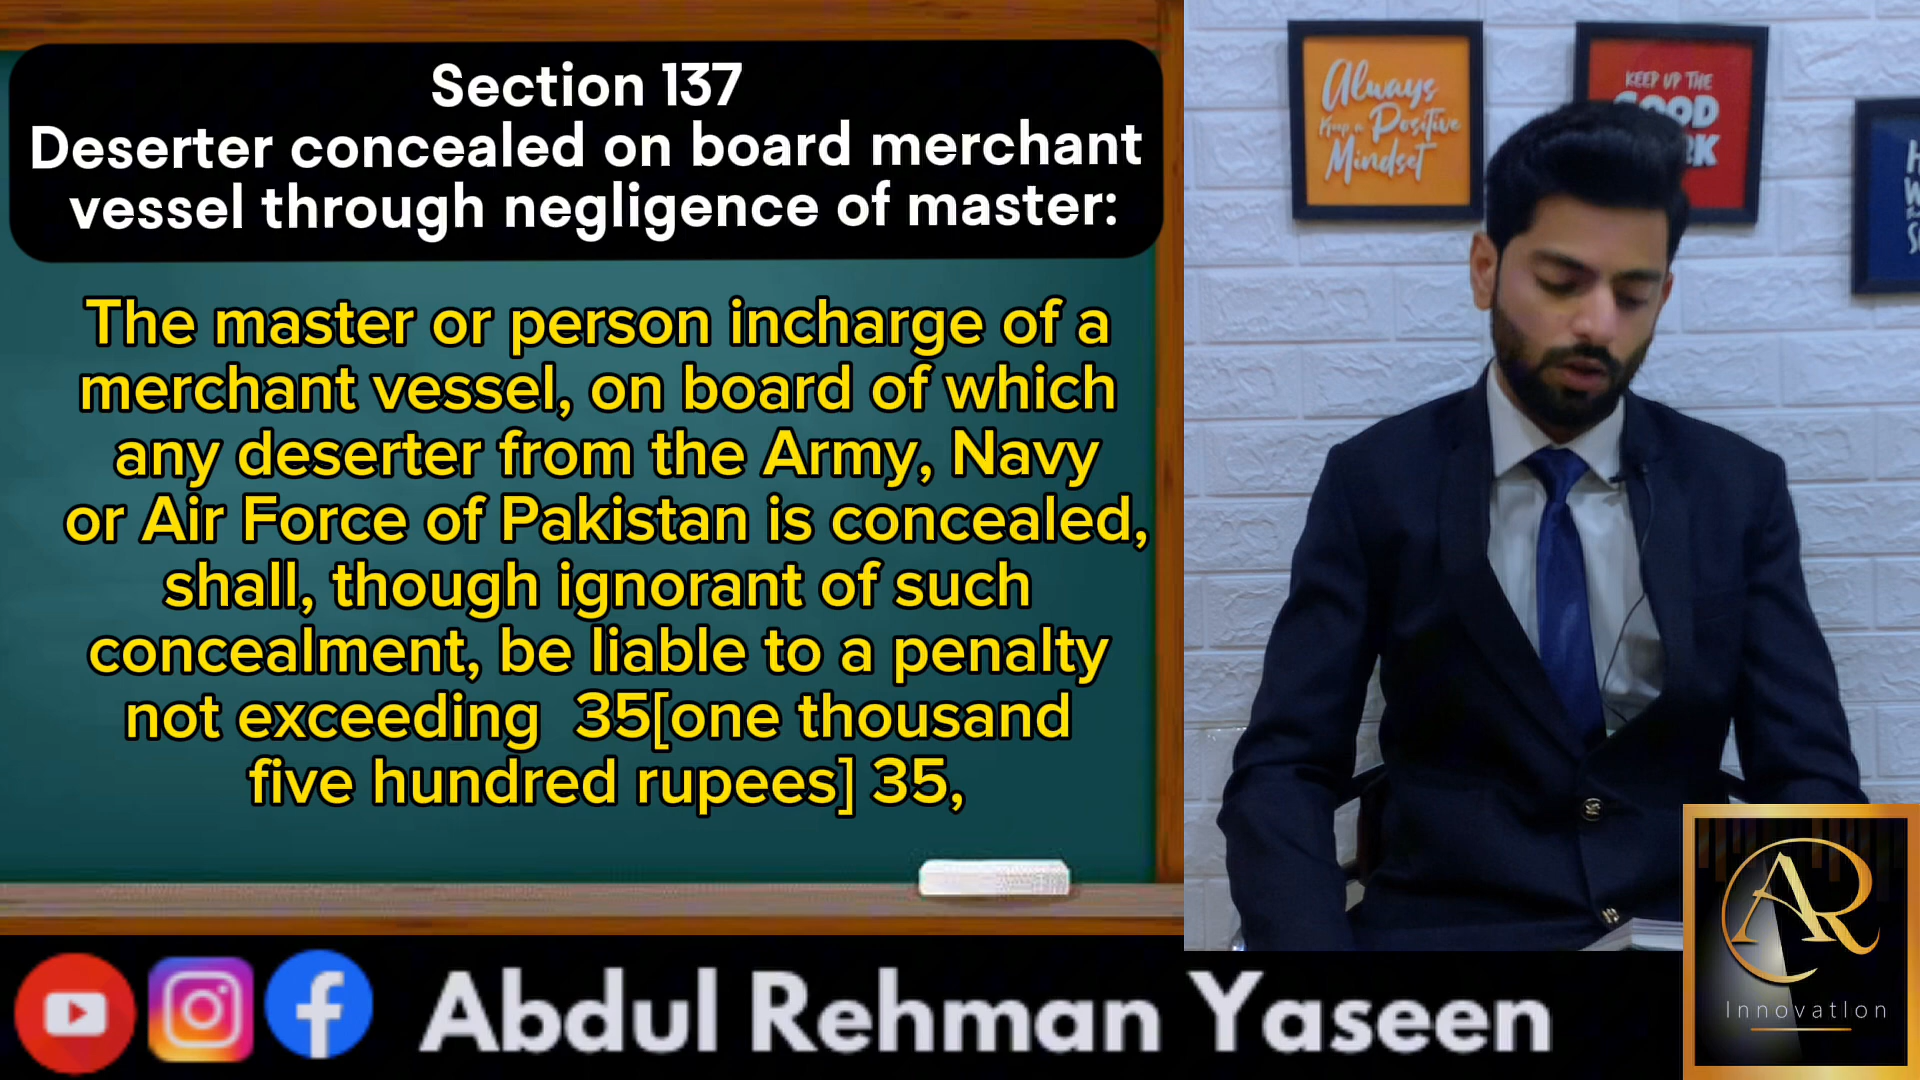 Section 137
Deserter concealed on board merchant
vessel through negligence of master:
The master or person incharge of a
merchant vessel, on board of which
any deserter from the Army, Navy
or Air Force of Pakistan is concealed,
shall, though ignorant of such
concealment, be liable to a penalty
not exceeding 35[one thousand
five hundred rupees] 35,
Always
Keep a Positive
Mindset
KEEP UP THE
Abdul Rehman Yaseen
AR
Innovation